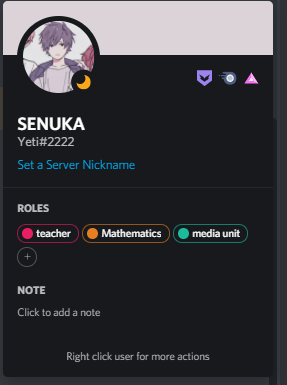 SENUKA
Yeti#2222
Set a Server Nickname
ROLES
teacher Mathematics media unit
+
NOTE
Click to add a note
Right click user for more actions